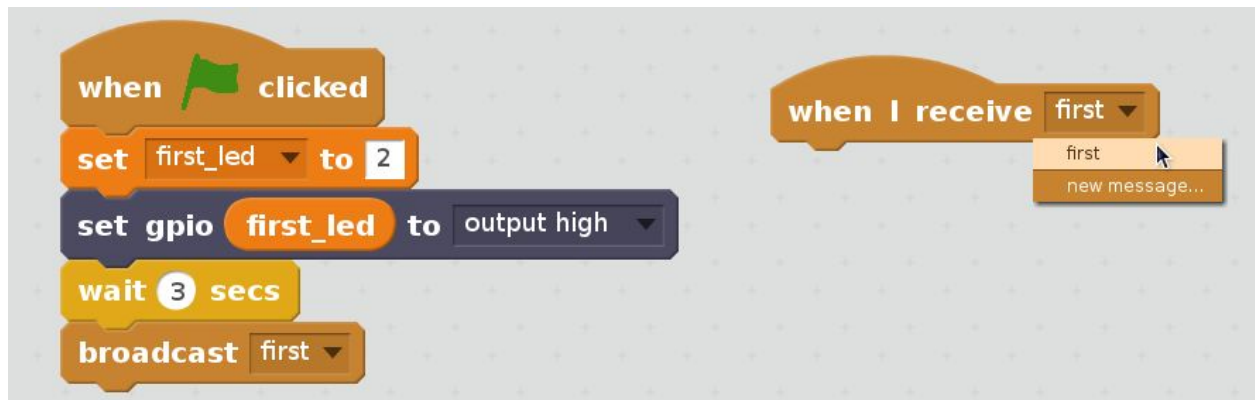 when clicked
set first_led to 2
set gpio first_led to output high
wait 3 secs
broadcast first
when I receive first
first
new message...